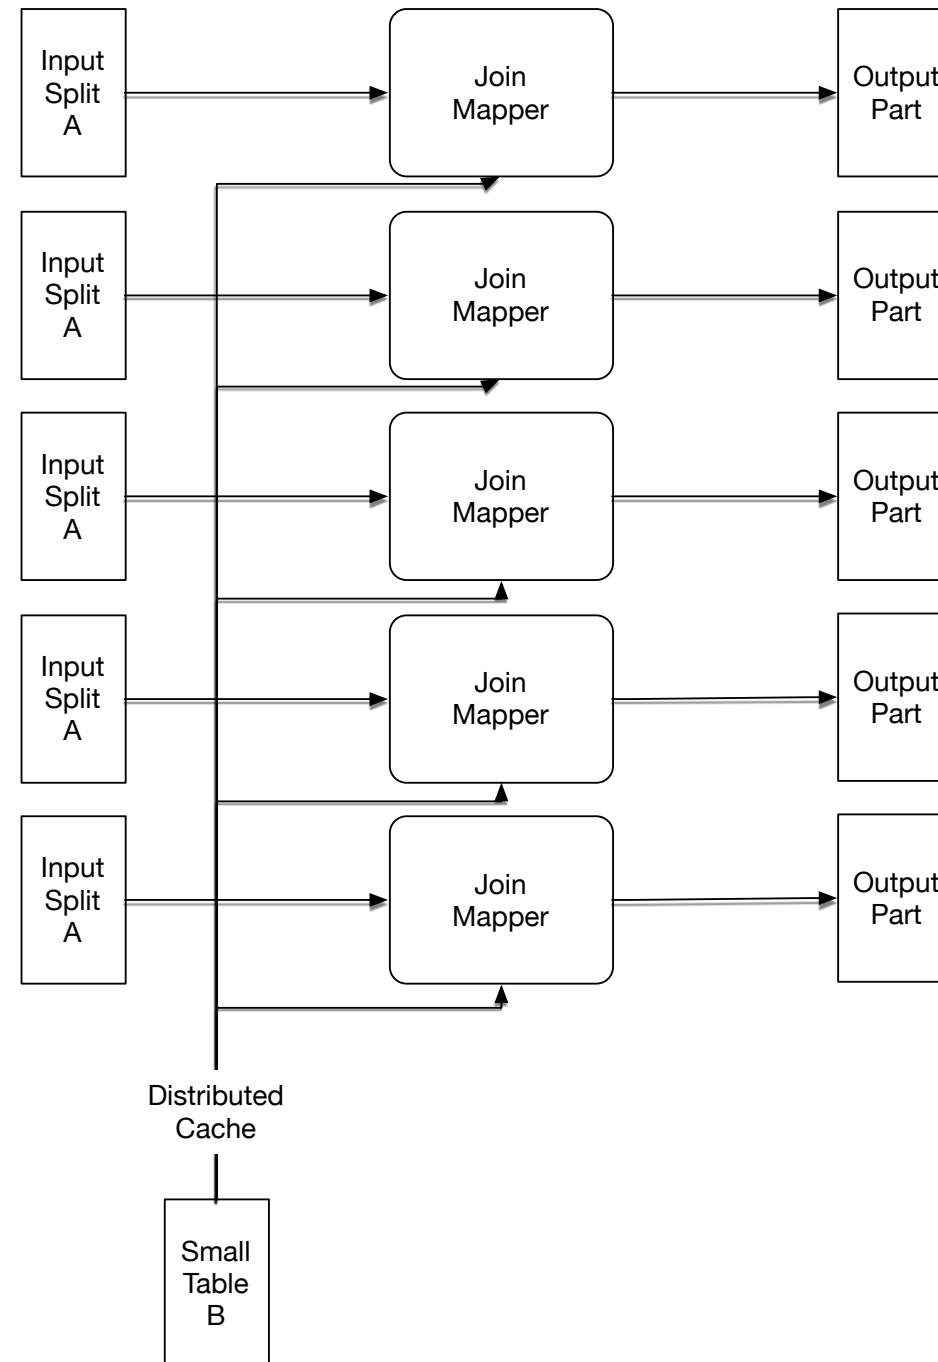 Input
Split
A
Join
Mapper
Output
Part
Input
Split
A
Join
Mapper
Output
Part
Input
Split
A
Join
Mapper
Output
Part
Input
Split
A
Join
Mapper
Output
Part
Input
Split
A
Join
Mapper
Output
Part
Distributed
Cache
Small
Table
B